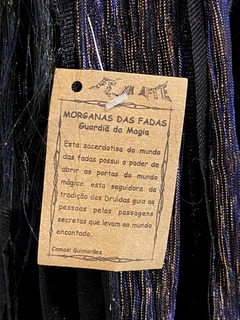 MORGANAS DAS FADAS
Guardiã da Magia
Esta sacerdotisa do mundo
das fadas possui o poder de
abrir as portas do mundo
mágico, esta seguidora da
tradição dos Druidas guia as
pessoas pelas passagens
secretas que levam ao mundo
encantado.
Camasi Guimarães